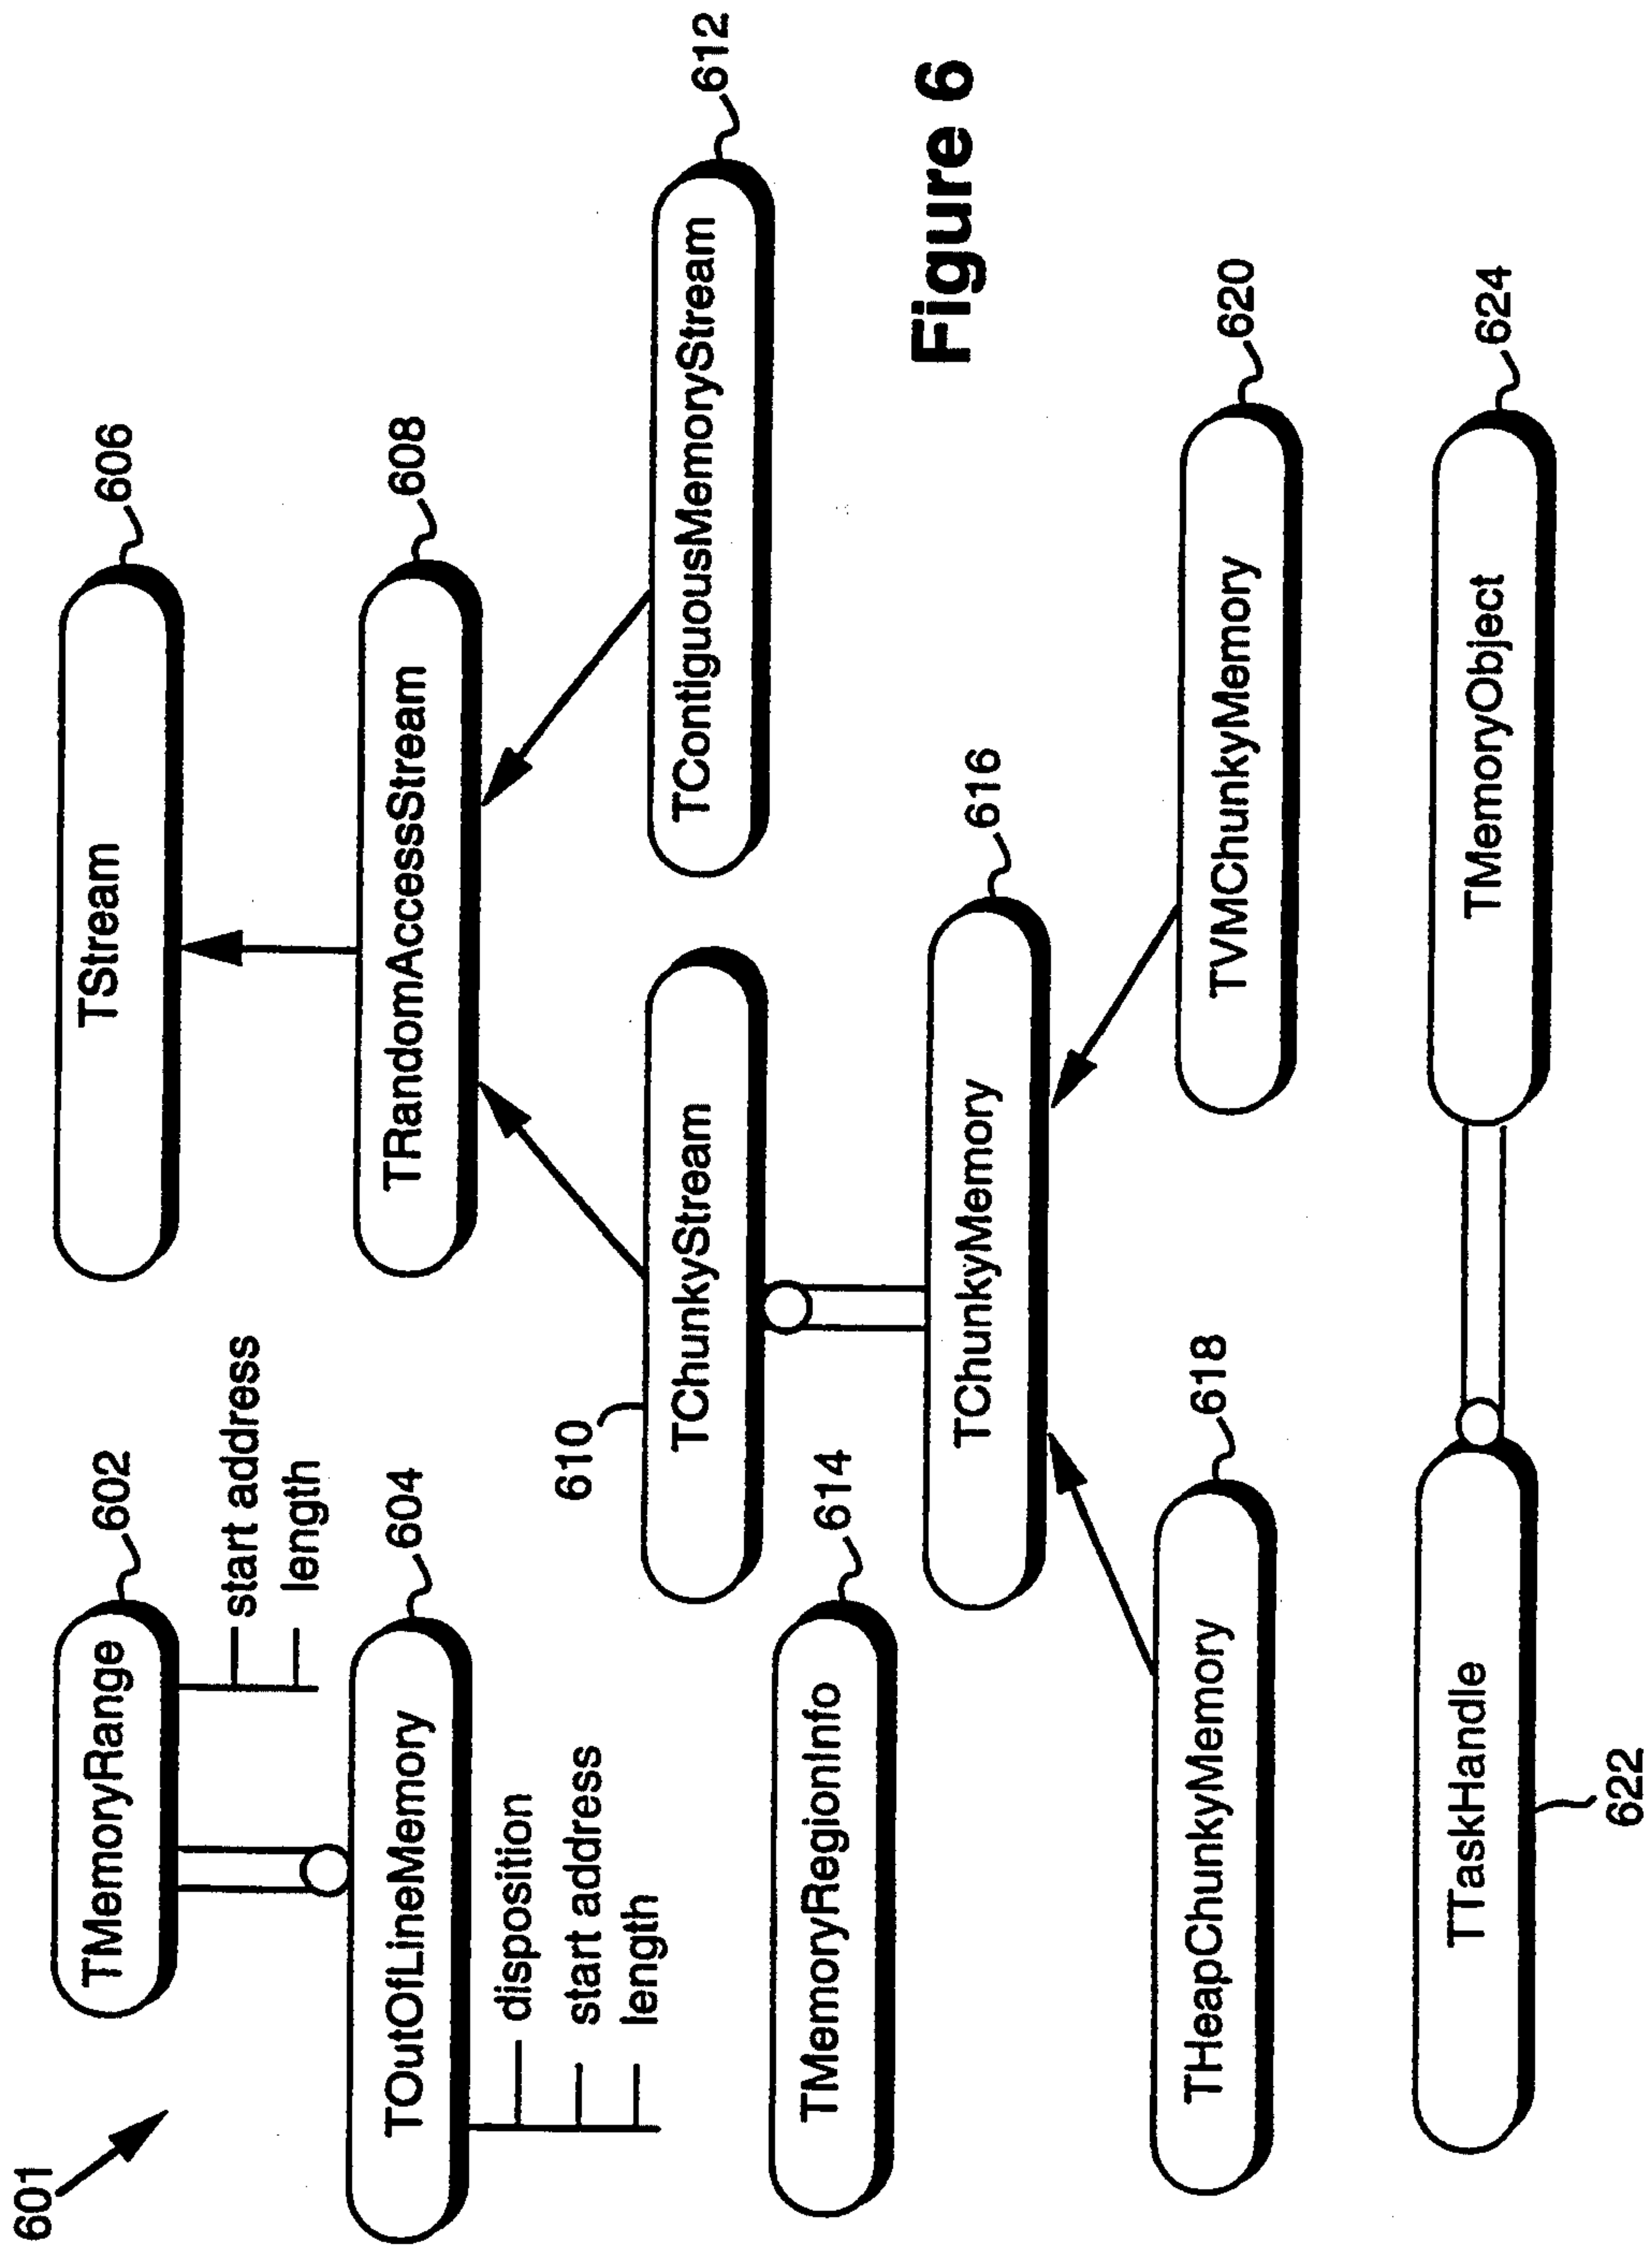 601
TMemoryRange
602
start address
length
TOutOfLineMemory
604
disposition
start address
length
TStream
606
TRandomAccessStream
608
610
TChunkyStream
TContiguousMemoryStream
612
TMemoryRegionInfo
614
TChunkyMemory
616
Figure 6
THeapChunkyMemory
618
TVMChunkyMemory
620
TTaskHandle
622
TMemoryObject
624